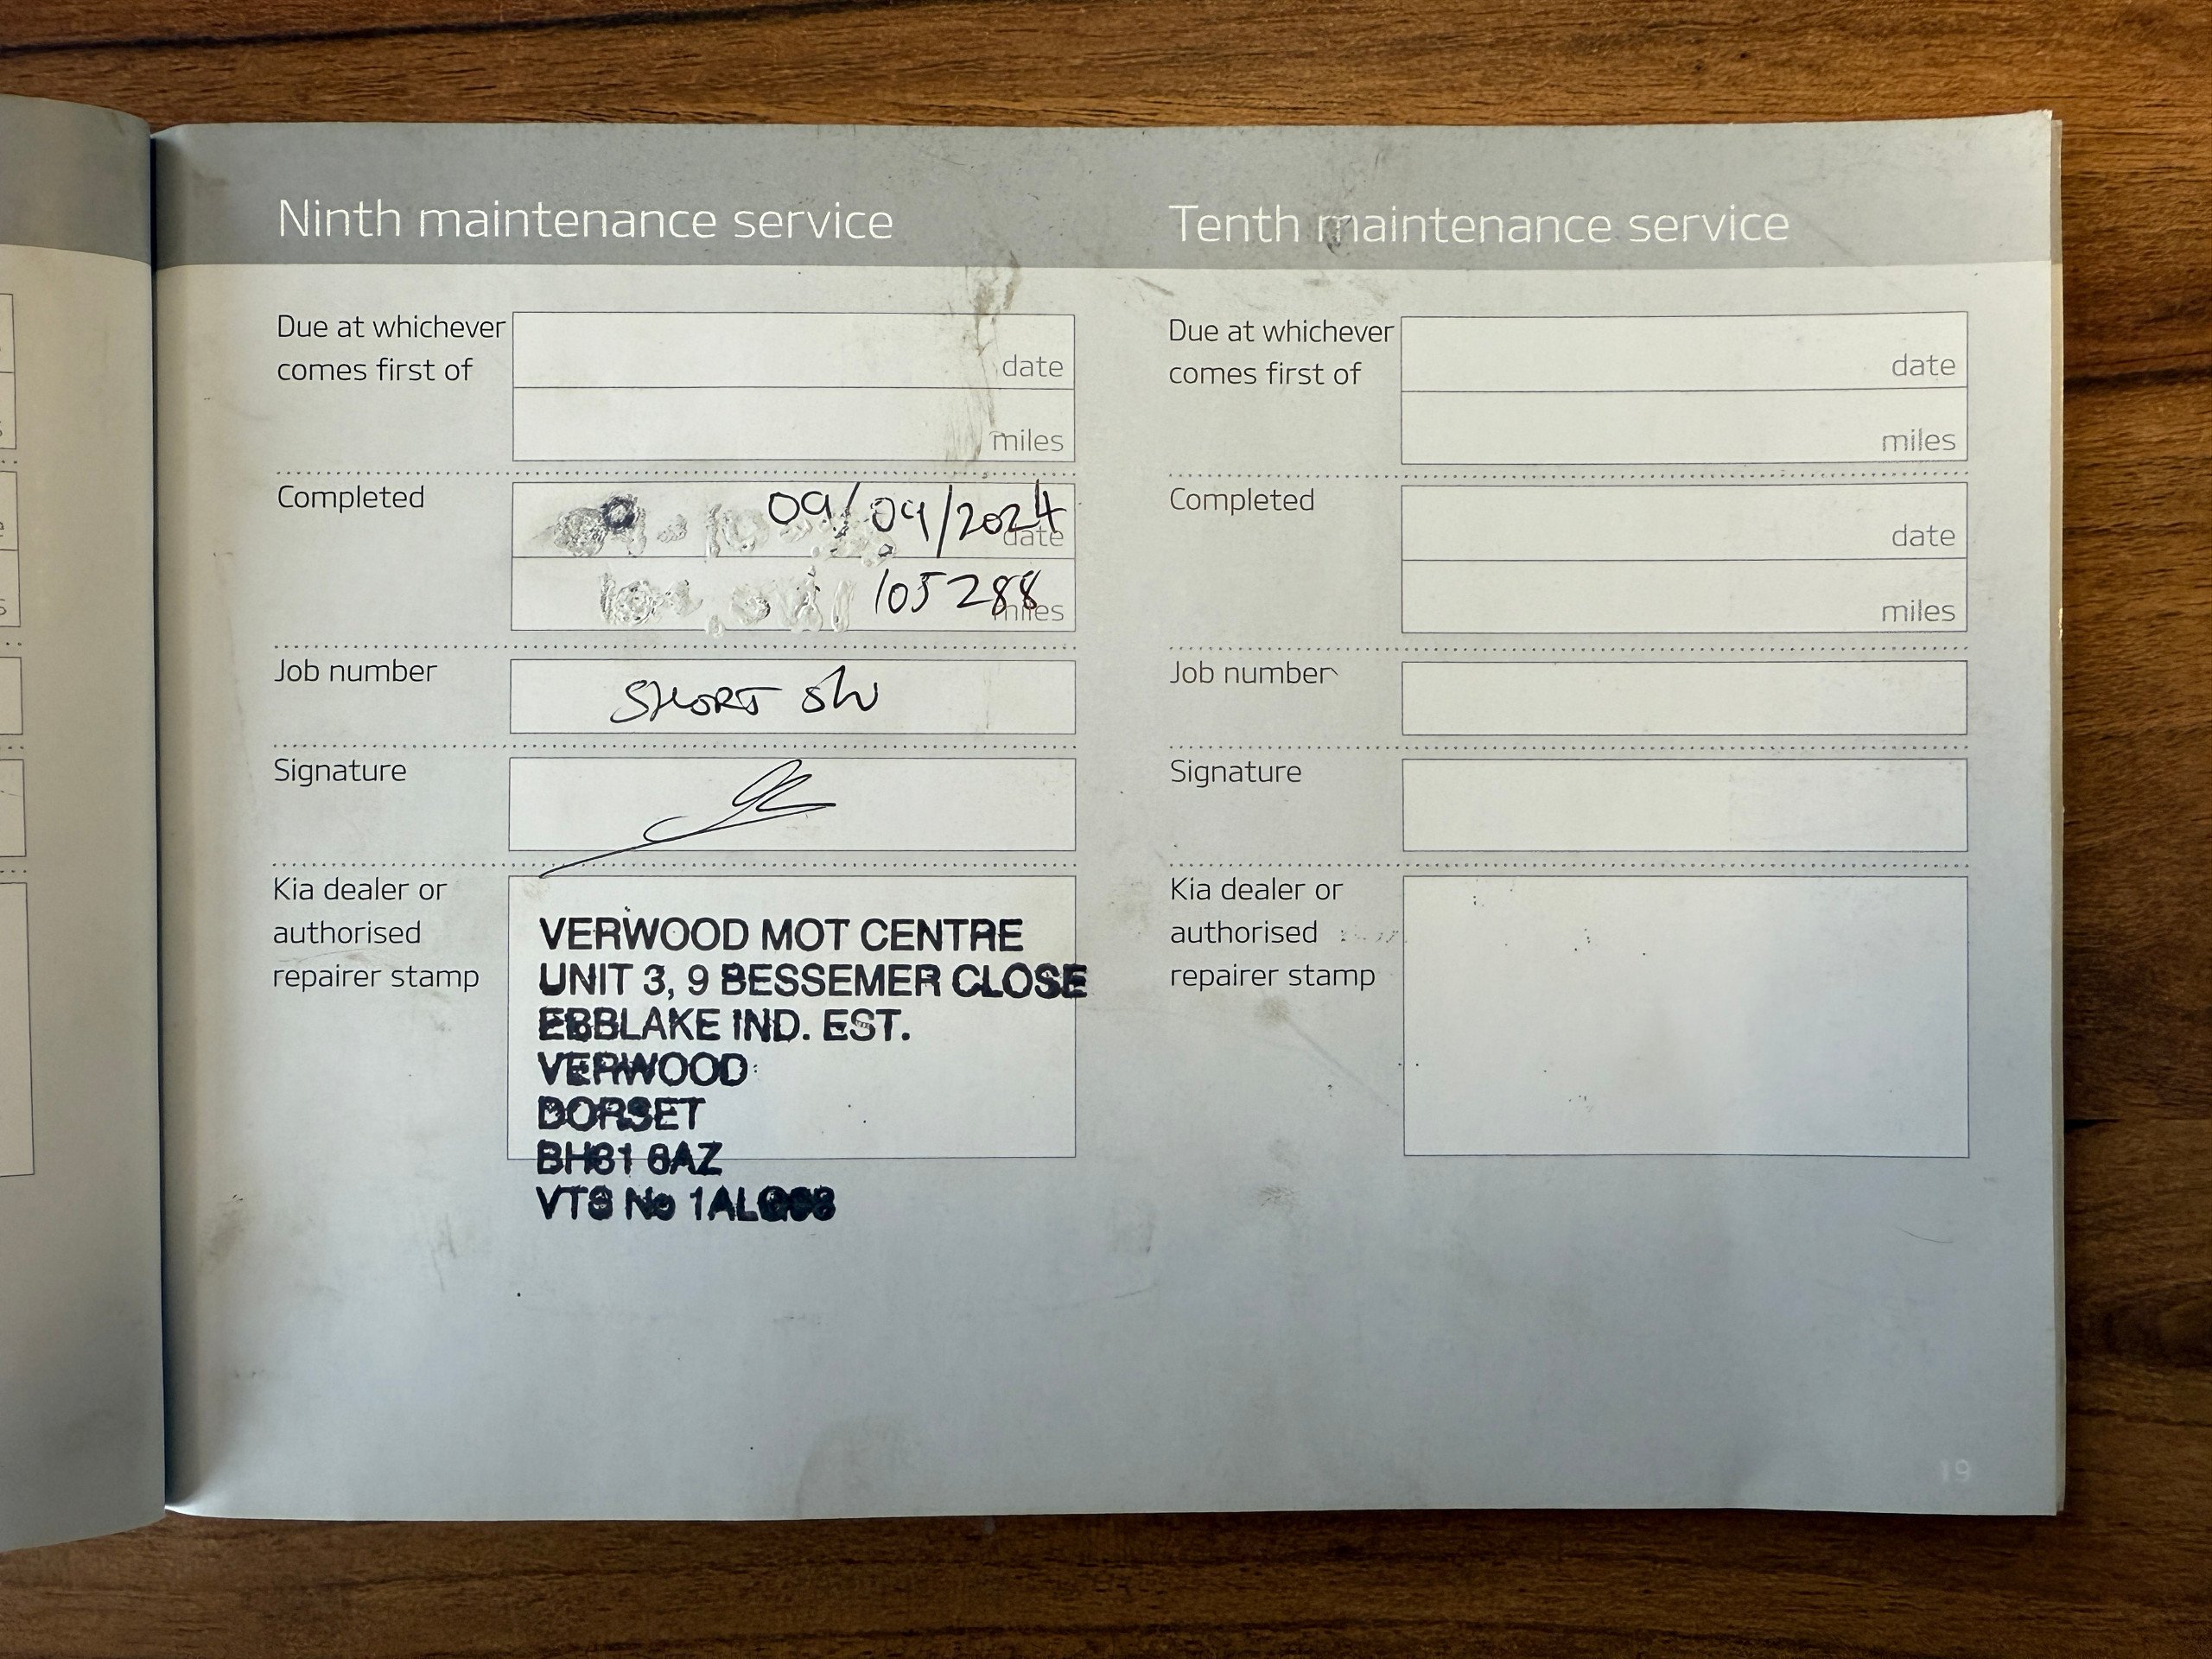 Ninth maintenance service
Due at whichever
comes first of
date
miles
Completed
09/09/2024
date
105288
miles
Job number
SHORT
Signature
Kia dealer or
authorised
repairer stamp
VERWOOD MOT CENTRE
UNIT 3, 9 BESSEMER CLOSE
EBBLAKE IND. EST.
VERWOOD
DORSET
BH31 6AZ
VTS No
Tenth maintenance service
Due at whichever
comes first of
date
miles
Completed
date
miles
Job number
Signature
Kia dealer or
authorised
repairer stamp
19